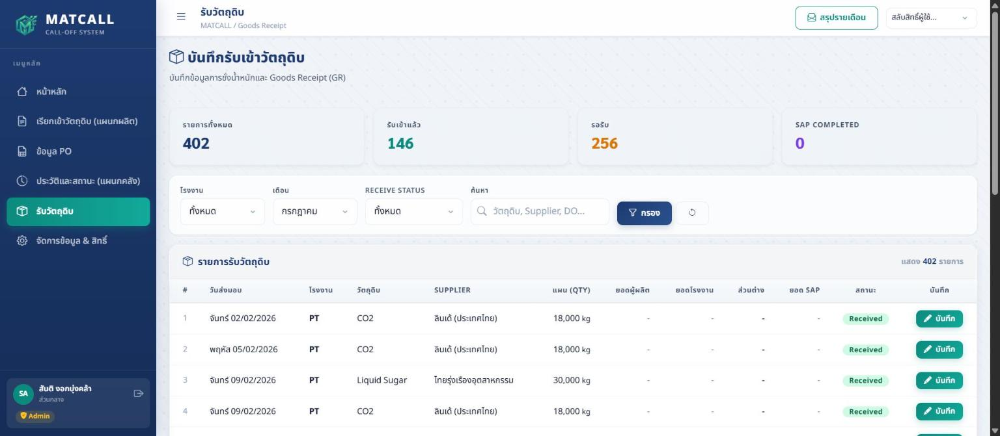 MATCALL
CALL-OFF SYSTEM
เมนูหลัก
หน้าหลัก
เรียกเข้าวัตถุดิบ (แผนกผลิต)
ข้อมูล PO
ประวัติและสถานะ (แผนกคลัง)
รับวัตถุดิบ
จัดการข้อมูล & สิทธิ์
SA
สันติ งอกบุ่งคล้า
ส่วนกลาง
Admin
รับวัตถุดิบ
MATCALL / Goods Receipt
สรุปรายเดือน
สลับสิทธิ์ผู้ใช้...
บันทึกรับเข้าวัตถุดิบ
บันทึกข้อมูลการชั่งน้ำหนักและ Goods Receipt (GR)
รายการทั้งหมด
402
รับเข้าแล้ว
146
รอรับ
256
SAP COMPLETED
0
โรงงาน เดือน RECEIVE STATUS ค้นหา
ทั้งหมด กรกฎาคม ทั้งหมด วัตถุดิบ, Supplier, DO... กรอง
รายการรับวัตถุดิบ
แสดง 402 รายการ
# วันส่งมอบ โรงงาน วัตถุดิบ SUPPLIER แผน (QTY) ยอดผู้ผลิต ยอดโรงงาน ส่วนต่าง ยอด SAP สถานะ บันทึก
1 จันทร์ 02/02/2026 PT CO2 ลินเด้ (ประเทศไทย) 18,000 kg - - - - Received บันทึก
2 พฤหัส 05/02/2026 PT CO2 ลินเด้ (ประเทศไทย) 18,000 kg - - - - Received บันทึก
3 จันทร์ 09/02/2026 PT Liquid Sugar ไทยรุ่งเรืองอุตสาหกรรม 30,000 kg - - - - Received บันทึก
4 จันทร์ 09/02/2026 PT CO2 ลินเด้ (ประเทศไทย) 18,000 kg - - - - Received บันทึก